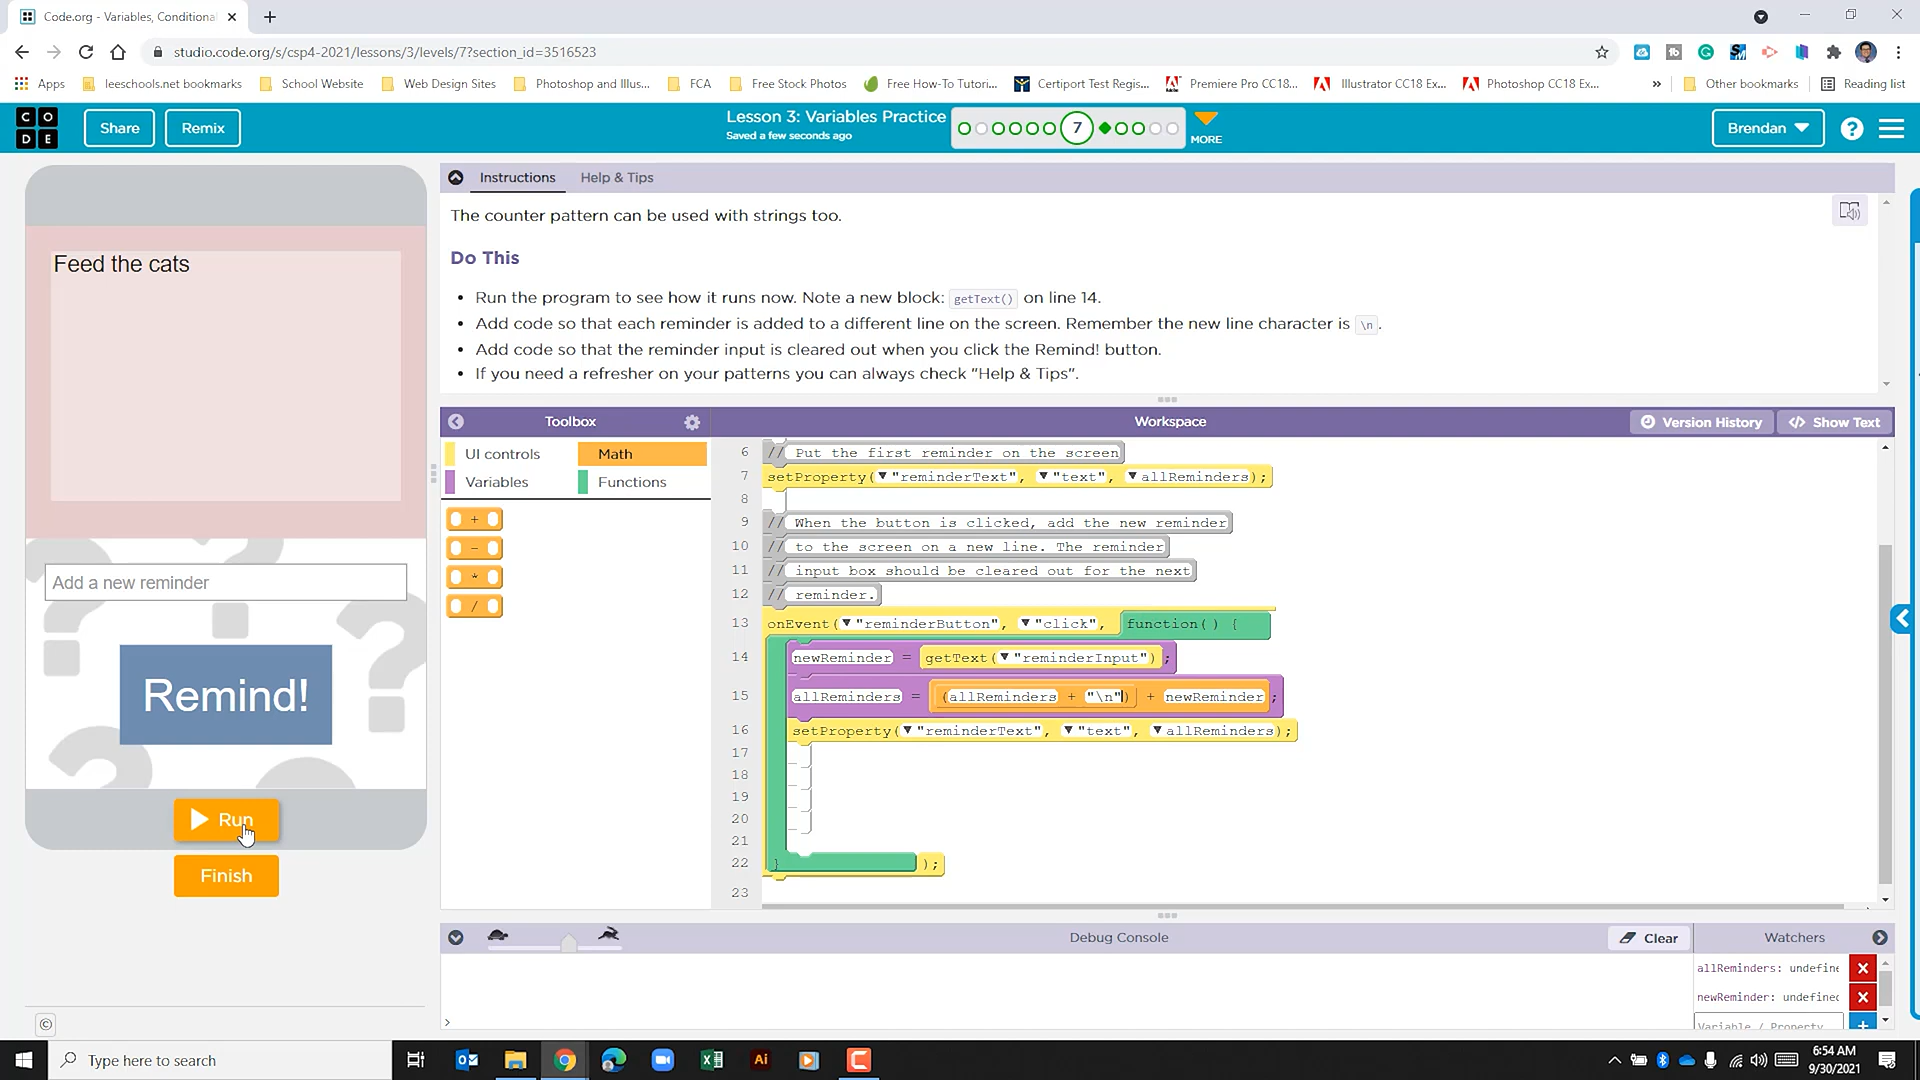 Code.org - Variables, Conditiona
studio.code.org/s/csp4-2021/lessons/3/levels/7?section_id=3516523
Apps
leeschools.net bookmarks
School Website
Web Design Sites
Photoshop and Illus...
FCA
Free Stock Photos
Free How-To Tutori...
Certiport Test Regis...
Premiere Pro CC18...
Illustrator CC18 Ex...
Photoshop CC18 Ex...
»
Other bookmarks
Reading list
C O
D E
Share
Remix
Lesson 3: Variables Practice
Saved a few seconds ago
7
MORE
Brendan
?
Instructions
Help & Tips
The counter pattern can be used with strings too.
Do This
• Run the program to see how it runs now. Note a new block: getText() on line 14.
• Add code so that each reminder is added to a different line on the screen. Remember the new line character is \n.
• Add code so that the reminder input is cleared out when you click the Remind! button.
• If you need a refresher on your patterns you can always check "Help & Tips".
Feed the cats
Add a new reminder
Remind!
Run
Finish
©
Toolbox
Workspace
Version History
Show Text
UI controls
Math
Variables
Functions
+
-
*
/
6 // Put the first reminder on the screen
7 setProperty("reminderText", "text", allReminders);
8
9 // When the button is clicked, add the new reminder
10 // to the screen on a new line. The reminder
11 // input box should be cleared out for the next
12 // reminder.
13 onEvent("reminderButton", "click", function( ) {
14 newReminder = getText("reminderInput");
15 allReminders = (allReminders + "\n") + newReminder;
16 setProperty("reminderText", "text", allReminders);
17
18
19
20
21
22 } );
23
Debug Console
Clear
Watchers
allReminders: undefine
newReminder: undefined
Variable / Property
>
Type here to search
Ai
6:54 AM
9/30/2021